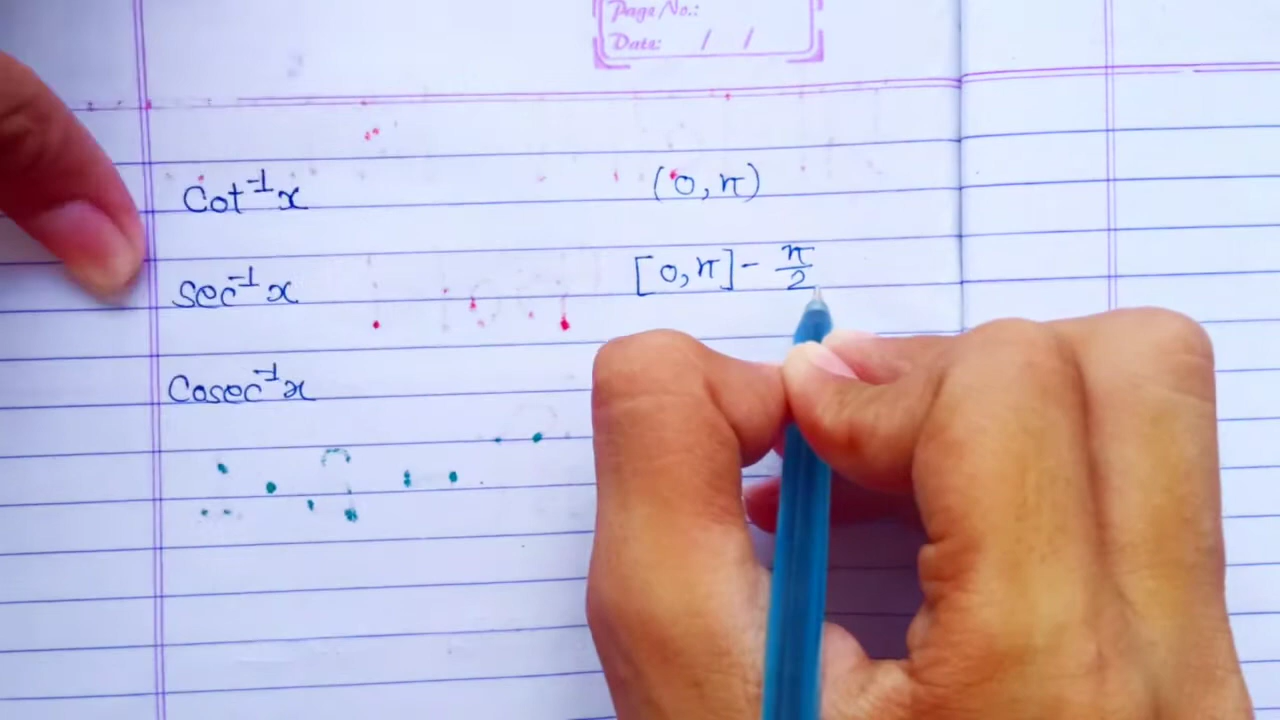 Page No.:
Date: / /
Cot⁻¹x (0, π)
Sec⁻¹x [0, π] - π/2
Cosec⁻¹x